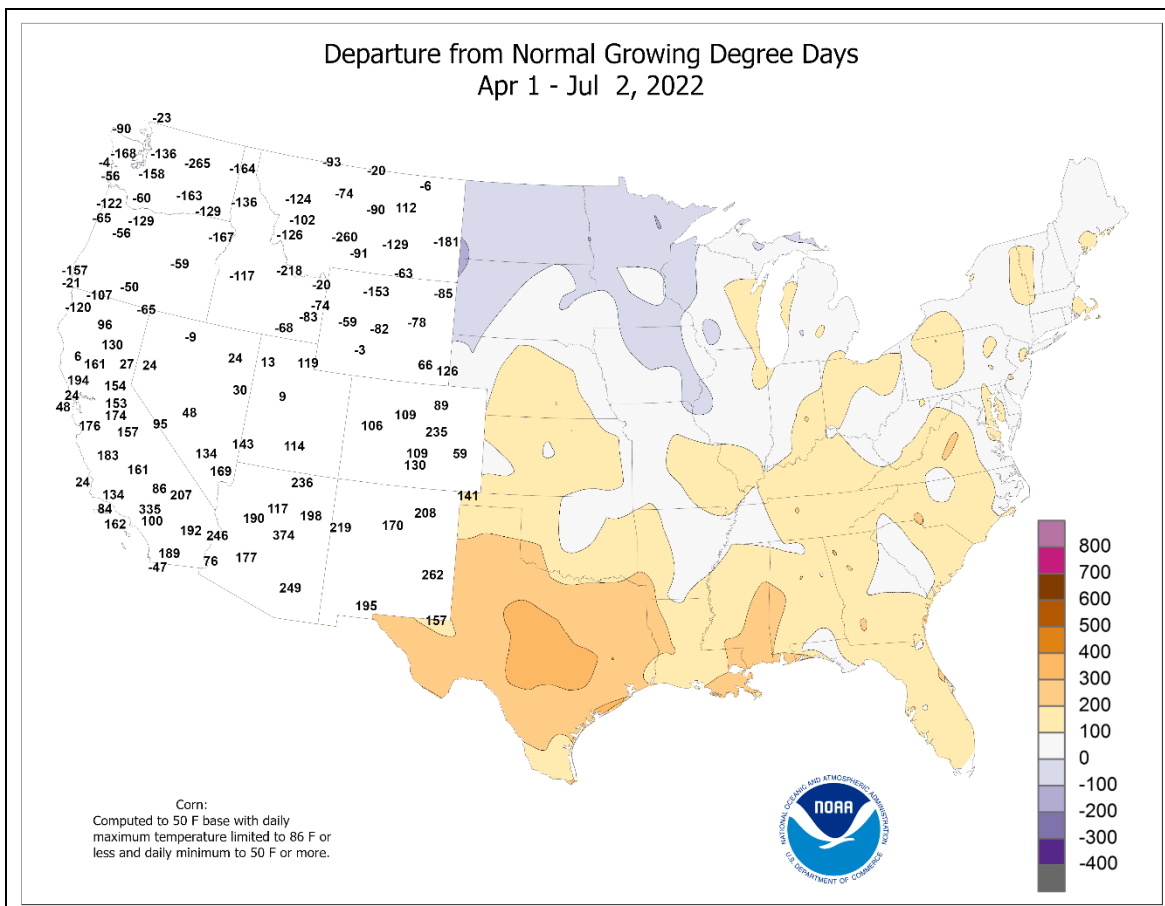 Departure from Normal Growing Degree Days
Apr 1 - Jul 2, 2022
-23
-90
-168 -136
-4 -265 -164 -93 -20
-56 -158
-6
-122 -60 -163 -136 -124 -74
-129 -90 112
-65 -129 -102
-56 -167 -126 -260 -129 -181
-91
-157 -59 -117 -218 -63
-21 -50 -20 -153 -85
-107
-120 -65 -74
-83 -59 -82 -78
96 -9 -68
130 -3
6 161 27 24 24 13 119 66 126
194 154 30 9
24 153 89
48 174 48 109
176 157 95 106 235
183 134 143 114 109 59
161 169 130
24 86 236
134 207 141
84 335 117 208
162 100 190 198 219 170
192 246 374
189 76 177
-47 262
249
195 157
800
700
600
500
400
300
200
100
0
-100
-200
-300
-400
Corn:
Computed to 50 F base with daily
maximum temperature limited to 86 F or
less and daily minimum to 50 F or more.
NATIONAL OCEANIC AND ATMOSPHERIC ADMINISTRATION
NOAA
U.S. DEPARTMENT OF COMMERCE